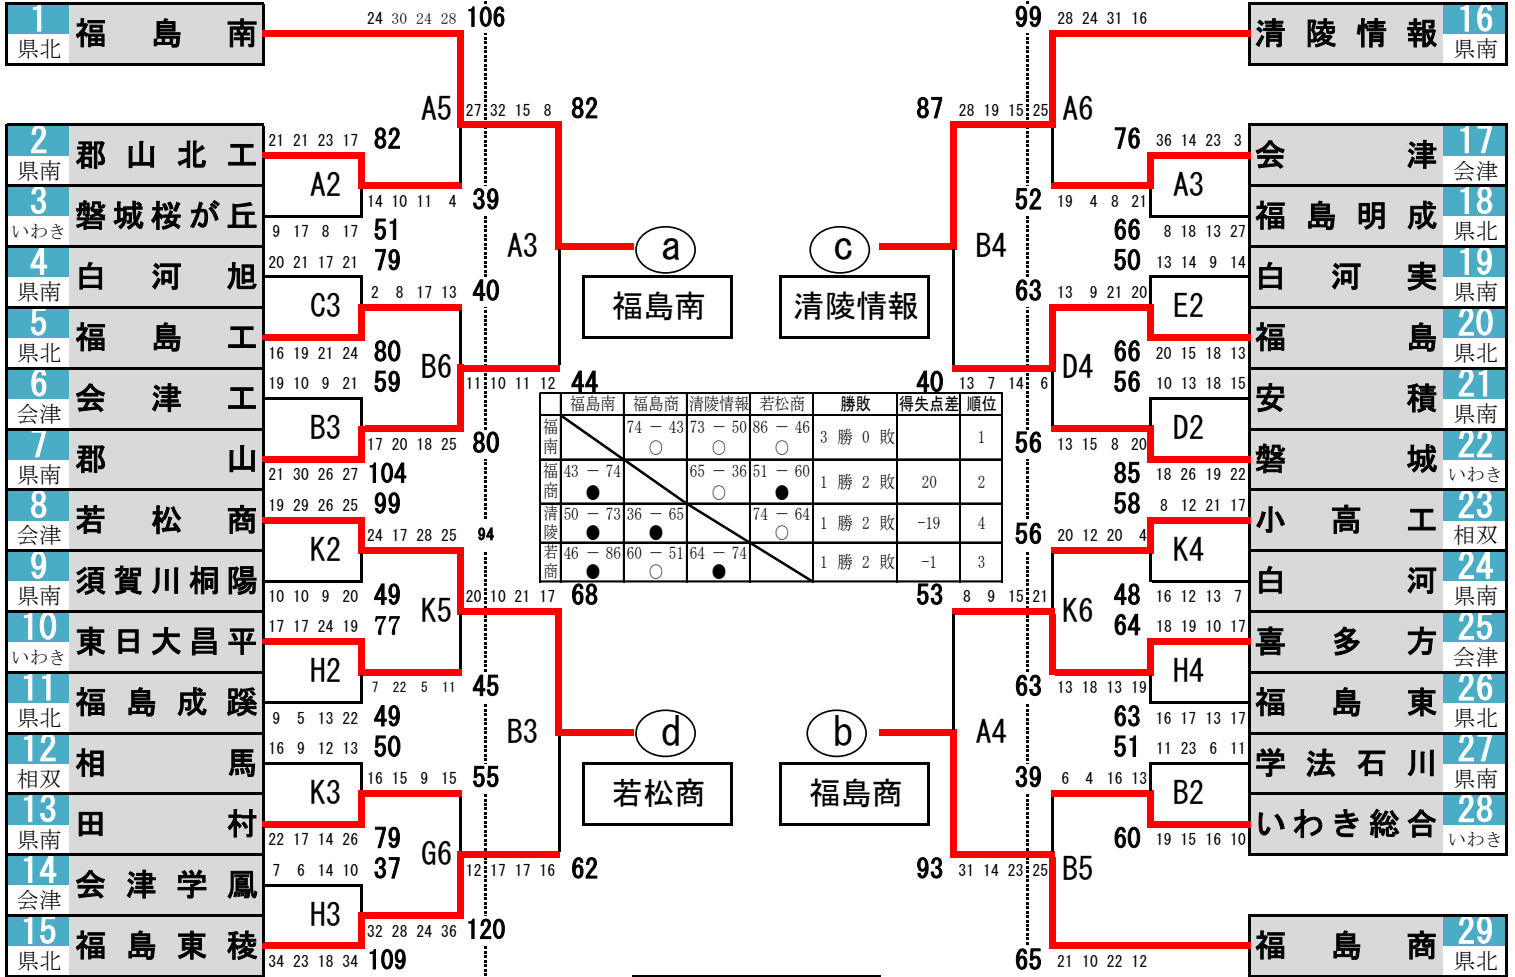 1 県北 福島南
24 30 24 28 106
2 県南 郡山北工
21 21 23 17 82
A2
14 10 11 4 39
3 いわき 磐城桜が丘
9 17 8 17 51
A5
27 32 15 8 82
4 県南 白河旭
20 21 17 21 79
C3
2 8 17 13 40
5 県北 福島工
16 19 21 24 80
6 会津 会津工
19 10 9 21 59
B3
17 20 18 25 80
7 県南 郡山
21 30 26 27 104
B6
11 10 11 12 44
A3
a
福島南
8 会津 若松商
19 29 26 25 99
K2
24 17 28 25 94
9 県南 須賀川桐陽
10 10 9 20 49
K5
20 10 21 17 68
10 いわき 東日大昌平
17 17 24 19 77
H2
7 22 5 11 45
11 県北 福島成蹊
9 5 13 22 49
12 相双 相馬
16 9 12 13 50
K3
16 15 9 15 55
13 県南 田村
22 17 14 26 79
14 会津 会津学鳳
7 6 14 10 37
H3
32 28 24 36 120
15 県北 福島東稜
34 23 18 34 109
G6
12 17 17 16 62
B3
d
若松商
99 28 24 31 16
清陵情報 16 県南
87 28 19 15 25
A6
76 36 14 23 3
会津 17 会津
A3
52 19 4 8 21
66 8 18 13 27
福島明成 18 県北
50 13 14 9 14
白河実 19 県南
E2
63 13 9 21 20
66 20 15 18 13
福島 20 県北
56 10 13 18 15
安積 21 県南
D2
56 13 15 8 20
85 18 26 19 22
磐城 22 いわき
D4
40 13 7 14 6
B4
c
清陵情報
58 8 12 21 17
小高工 23 相双
K4
56 20 12 20 4
48 16 12 13 7
白河 24 県南
K6
53 8 9 15 21
64 18 19 10 17
喜多方 25 会津
H4
63 13 18 13 19
63 16 17 13 17
福島東 26 県北
51 11 23 6 11
学法石川 27 県南
B2
39 6 4 16 13
60 19 15 16 10
いわき総合 28 いわき
B5
93 31 14 23 25
65 21 10 22 12
福島商 29 県北
A4
b
福島商
福島南 福島商 清陵情報 若松商 勝敗 得失点差 順位
福南 74 － 43 ○ 73 － 50 ○ 86 － 46 ○ 3 勝 0 敗 1
福商 43 － 74 ● 65 － 36 ○ 51 － 60 ● 1 勝 2 敗 20 2
清陵 50 － 73 ● 36 － 65 ● 74 － 64 ○ 1 勝 2 敗 -19 4
若商 46 － 86 ● 60 － 51 ○ 64 － 74 ● 1 勝 2 敗 -1 3